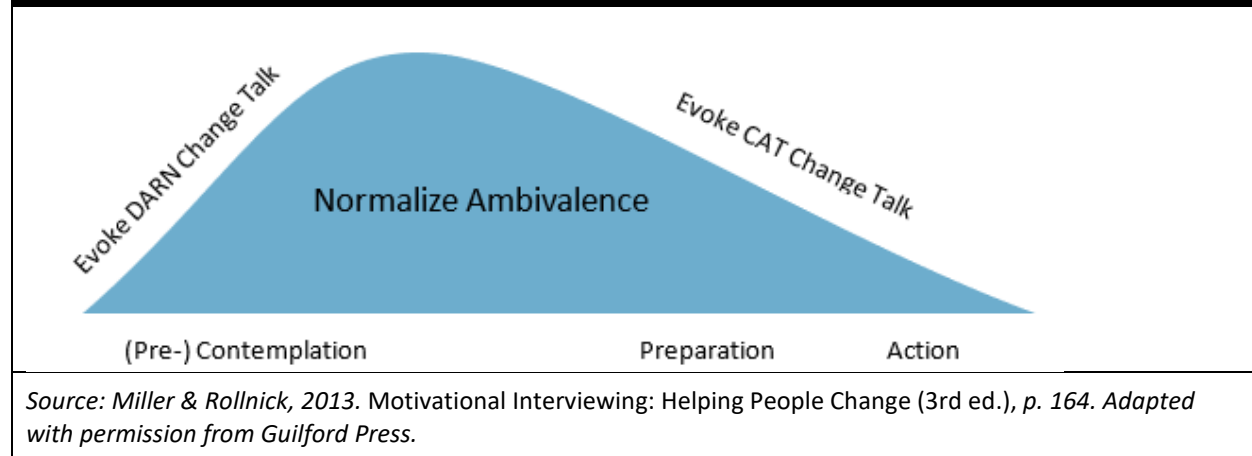 Evoke DARN Change Talk
Evoke CAT Change Talk
Normalize Ambivalence
(Pre-) Contemplation
Preparation
Action
Source: Miller & Rollnick, 2013. Motivational Interviewing: Helping People Change (3rd ed.), p. 164. Adapted
with permission from Guilford Press.